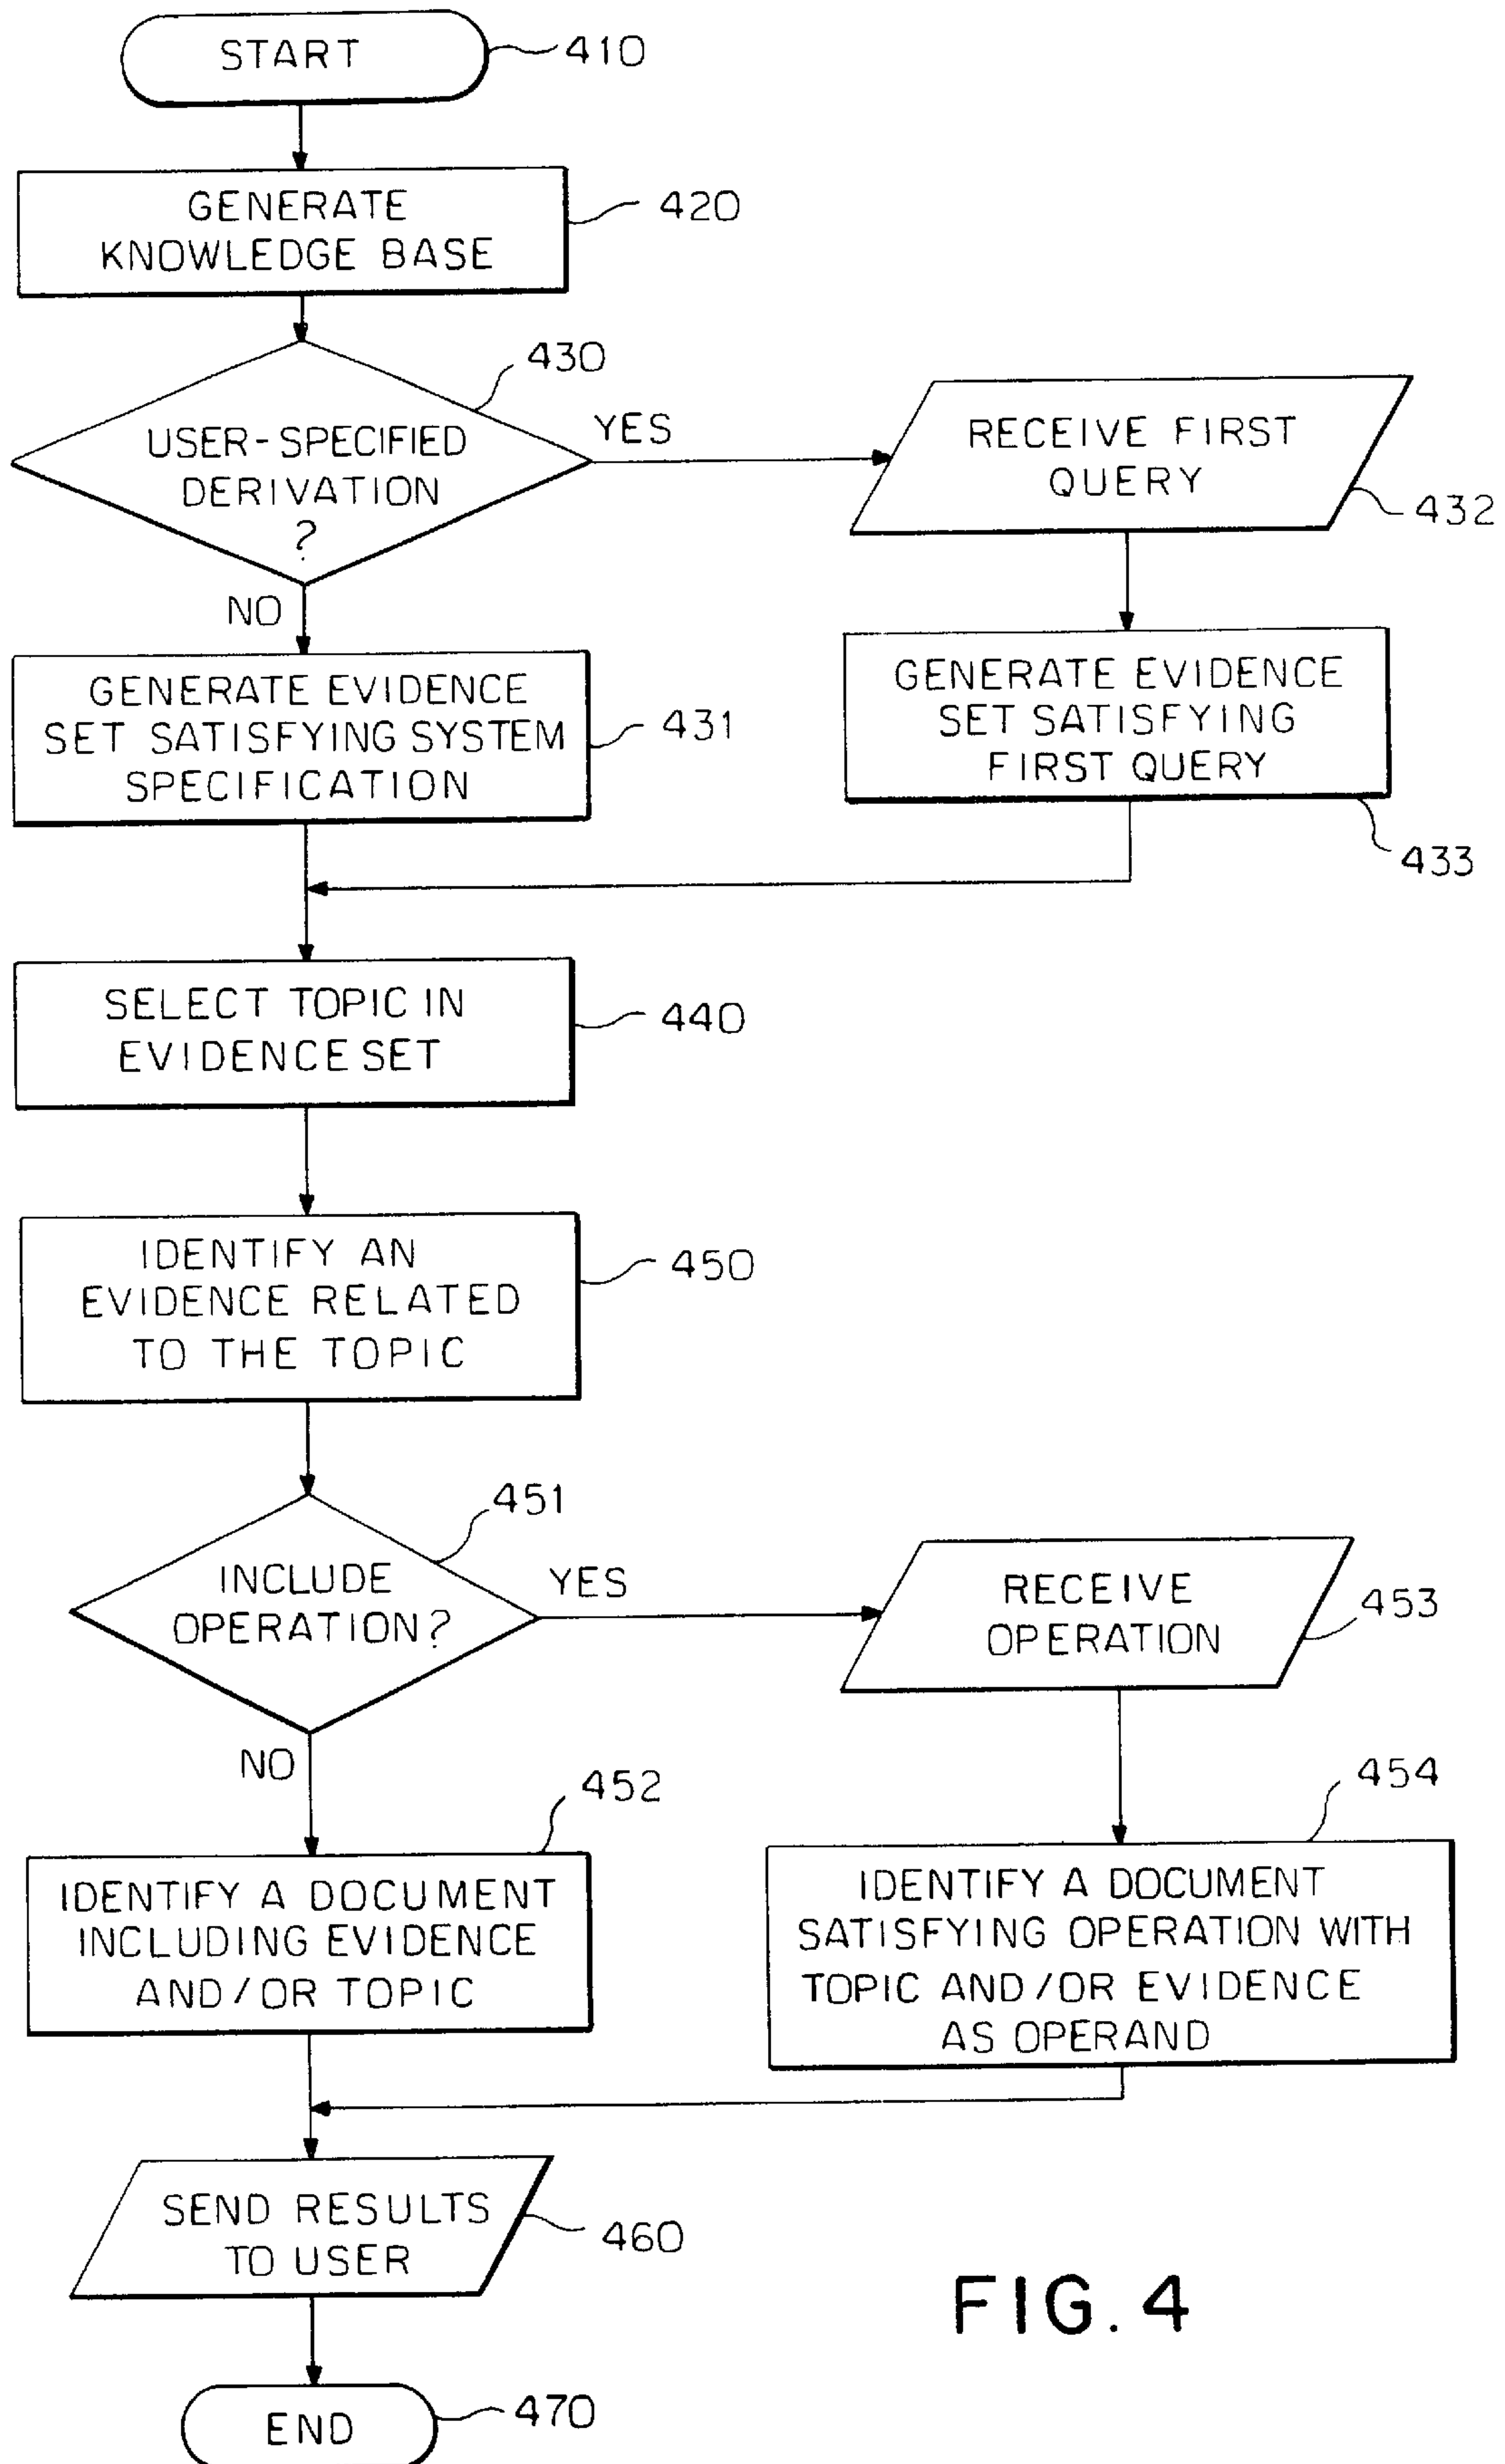 START
410
GENERATE
KNOWLEDGE BASE
420
430
USER-SPECIFIED
DERIVATION
?
YES
RECEIVE FIRST
QUERY
432
NO
GENERATE EVIDENCE
SET SATISFYING SYSTEM
SPECIFICATION
431
GENERATE EVIDENCE
SET SATISFYING
FIRST QUERY
433
SELECT TOPIC IN
EVIDENCE SET
440
IDENTIFY AN
EVIDENCE RELATED
TO THE TOPIC
450
451
INCLUDE
OPERATION?
YES
RECEIVE
OPERATION
453
NO
452
IDENTIFY A DOCUMENT
INCLUDING EVIDENCE
AND/OR TOPIC
454
IDENTIFY A DOCUMENT
SATISFYING OPERATION WITH
TOPIC AND/OR EVIDENCE
AS OPERAND
SEND RESULTS
TO USER
460
FIG. 4
END
470